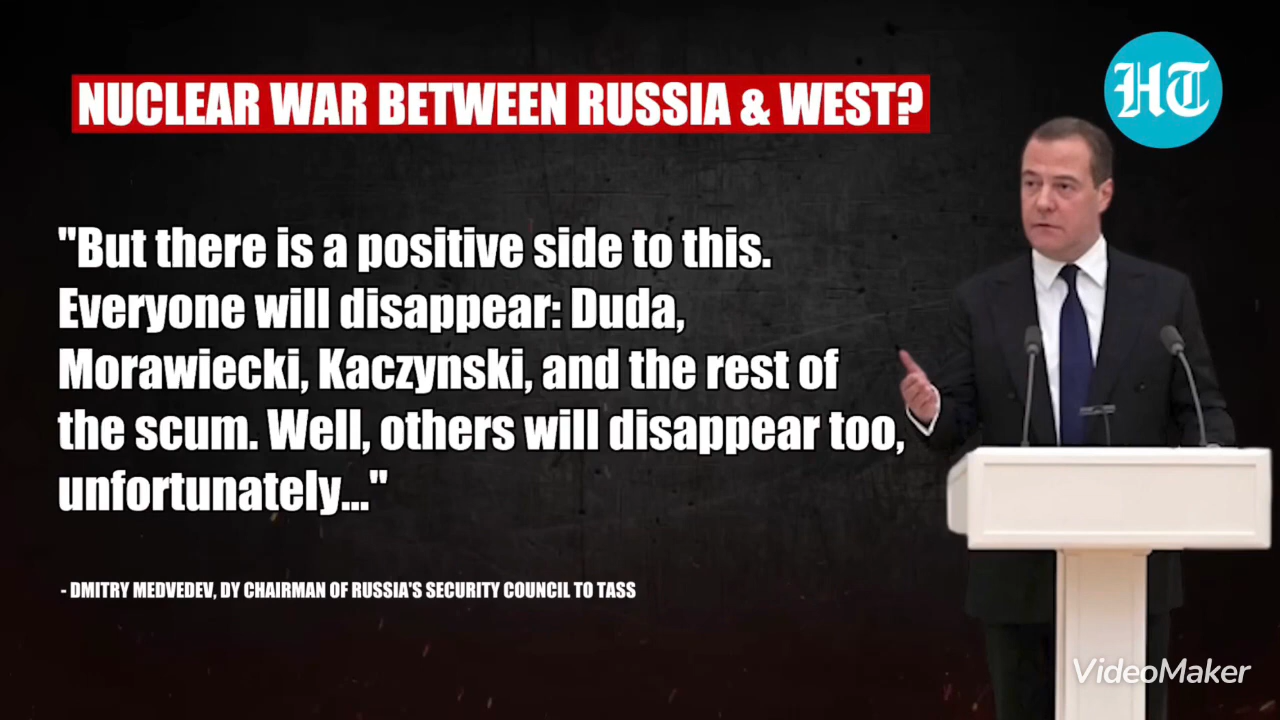 HT
NUCLEAR WAR BETWEEN RUSSIA & WEST?
"But there is a positive side to this.
Everyone will disappear: Duda,
Morawiecki, Kaczynski, and the rest of
the scum. Well, others will disappear too,
unfortunately..."
- DMITRY MEDVEDEV, DY CHAIRMAN OF RUSSIA'S SECURITY COUNCIL TO TASS
VideoMaker